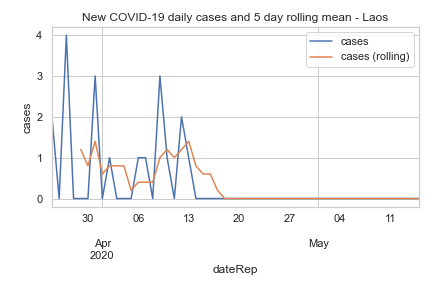 New COVID-19 daily cases and 5 day rolling mean - Laos
cases
cases (rolling)
4
3
2
1
0
cases
30
06
13
20
27
04
11
Apr
2020
May
dateRep